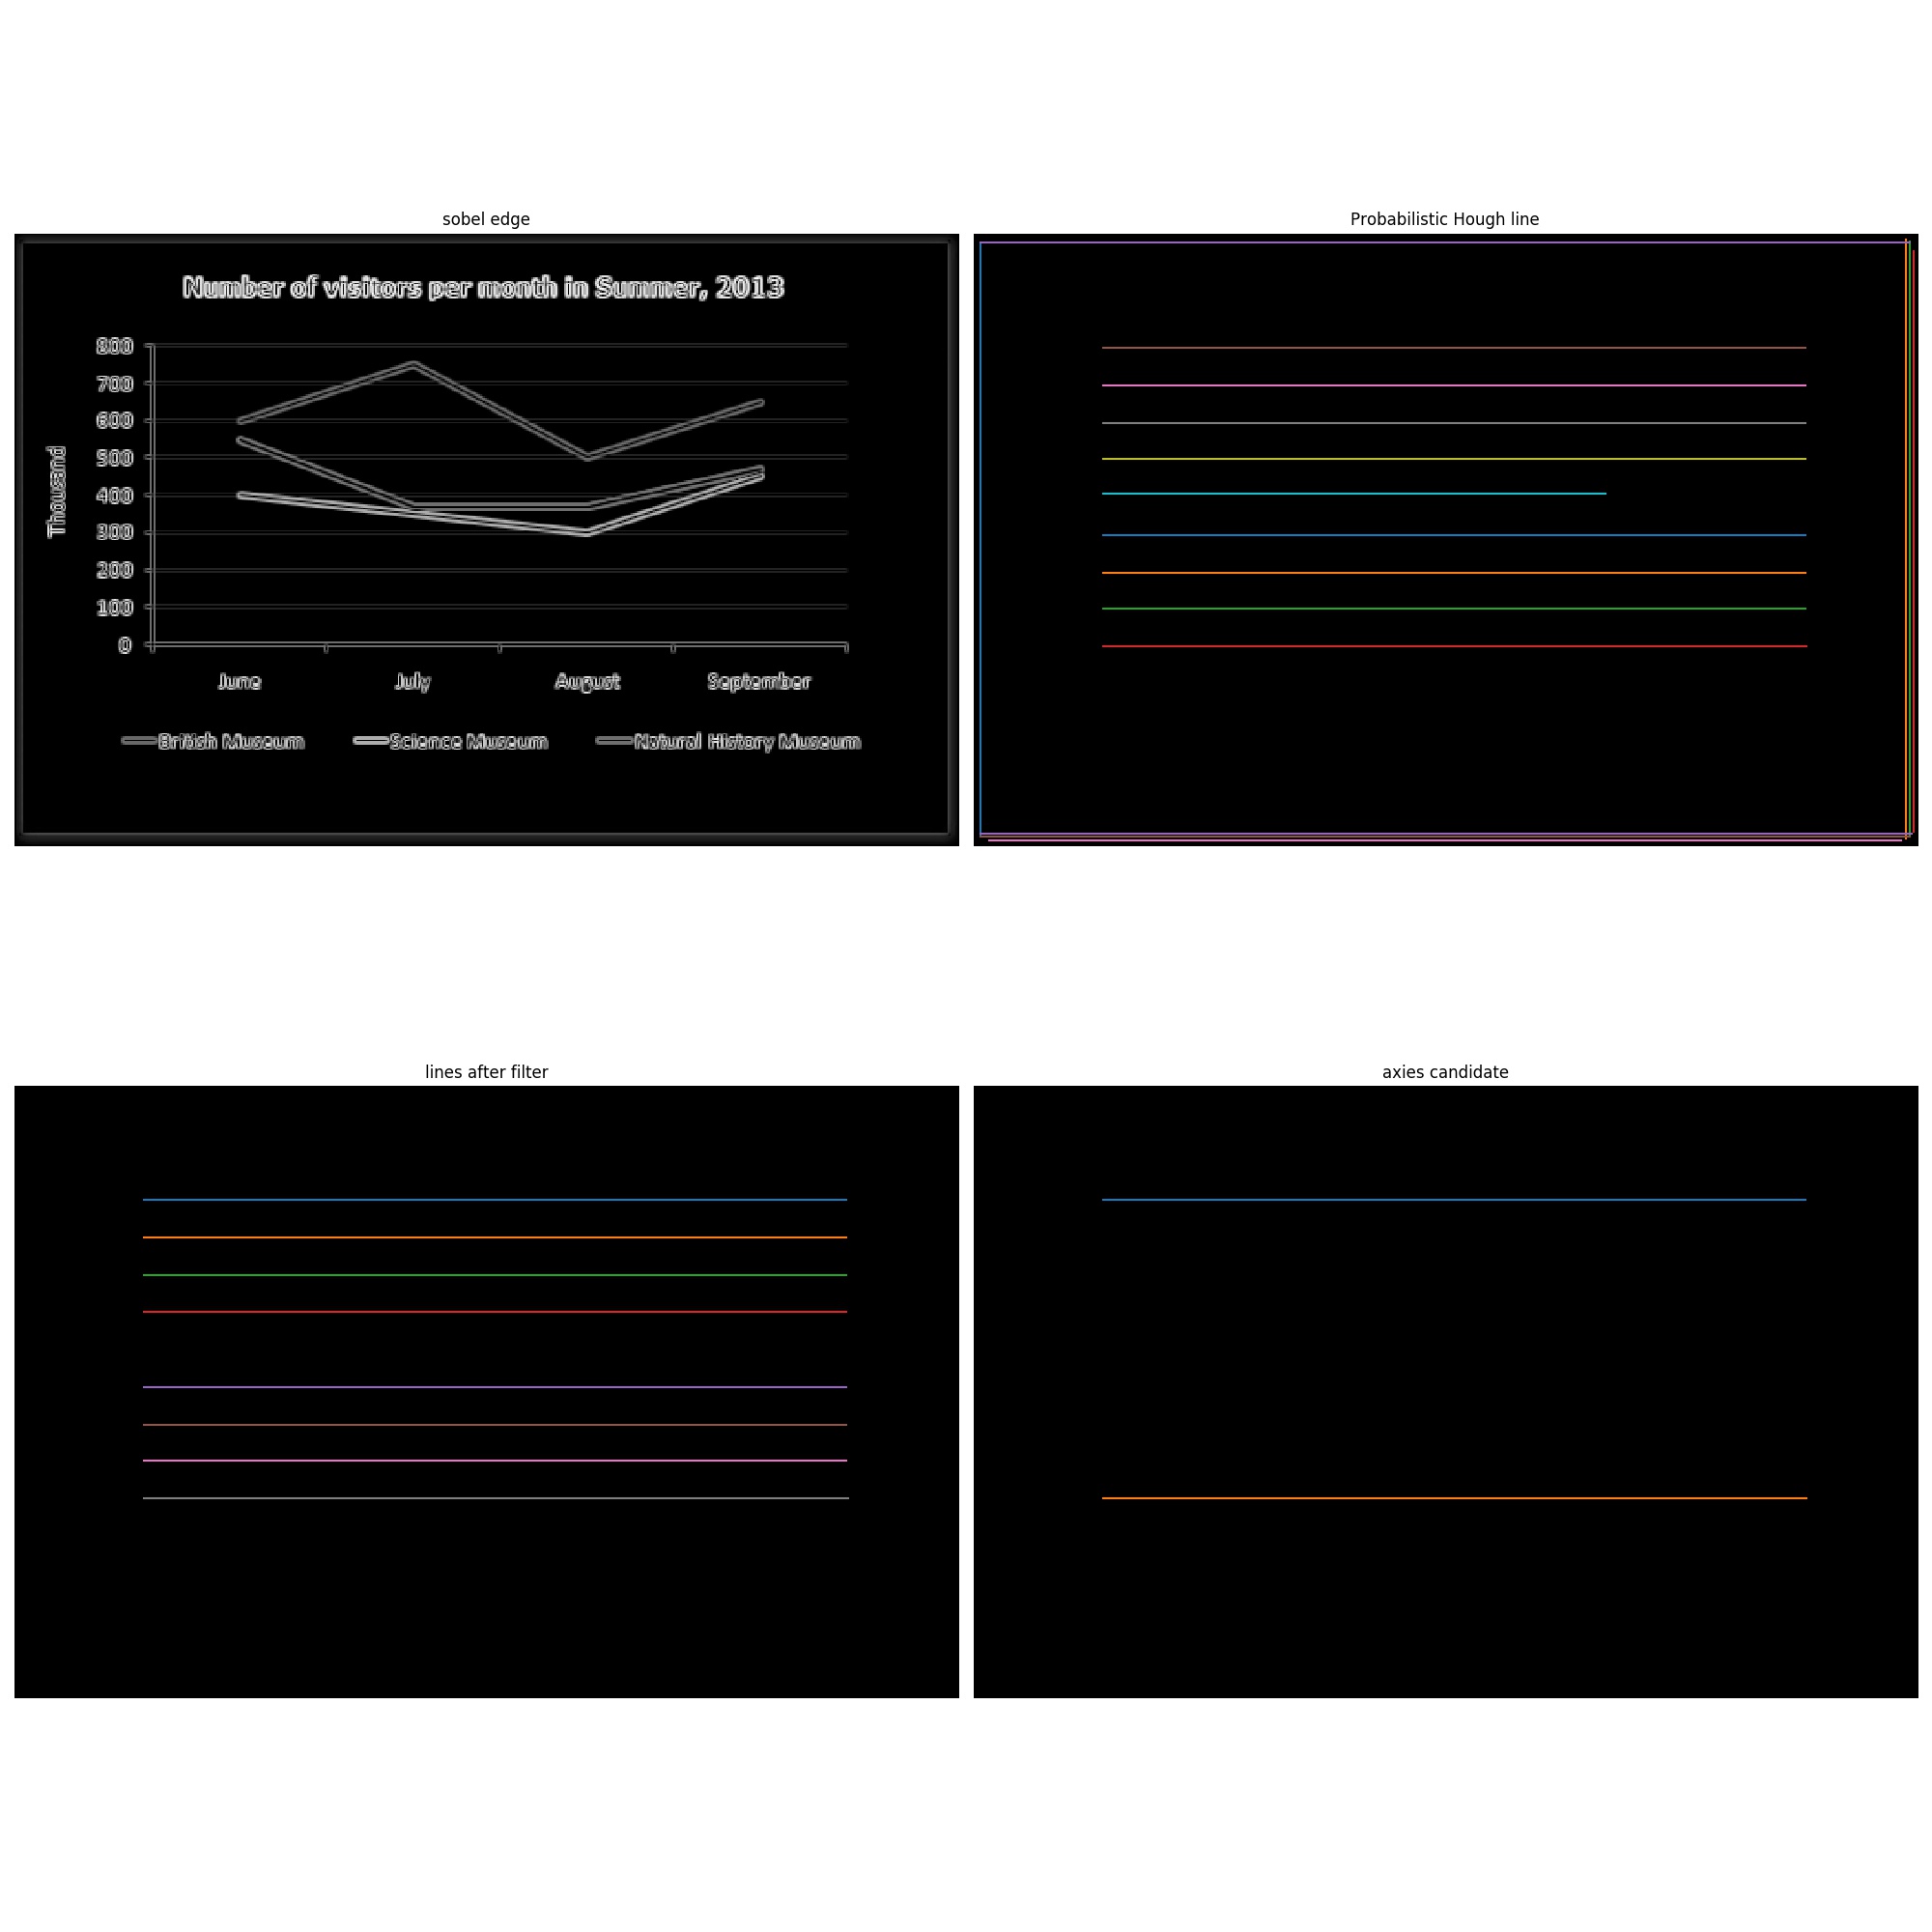 sobel edge
Probabilistic Hough line
Number of visitors per month in Summer, 2013
800
700
600
500
400
300
200
100
0
Thousand
June July August September
British Museum Science Museum Natural History Museum
lines after filter
axies candidate